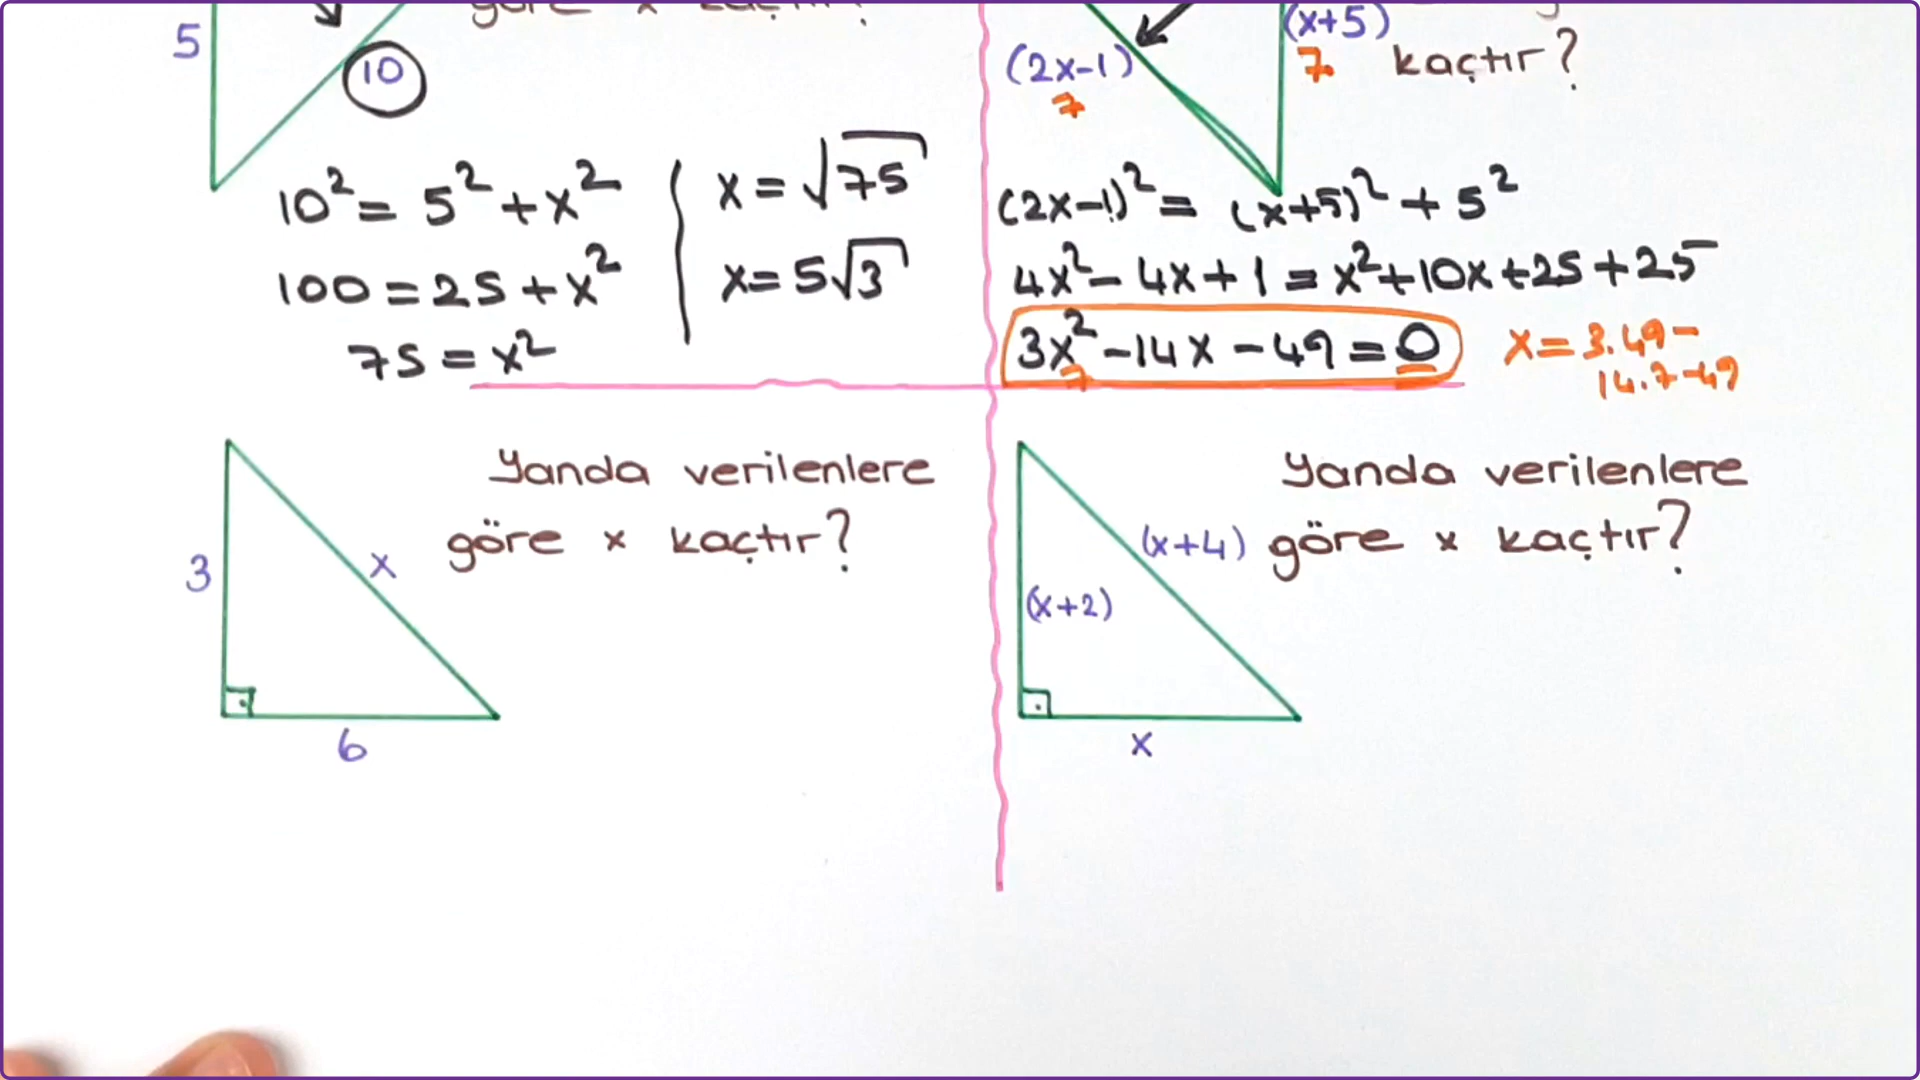 5
10
10² = 5² + x²
100 = 25 + x²
75 = x²
x = √75
x = 5√3
(x+5)
7
(2x-1)
7
kaçtır?
(2x-1)² = (x+5)² + 5²
4x² - 4x + 1 = x² + 10x + 25 + 25
3x² - 14x - 49 = 0
7
x = 3.49 -
14.7-49
Yanda verilenlere
göre x kaçtır?
3
x
6
Yanda verilenlere
göre x kaçtır?
(x+4)
(x+2)
x